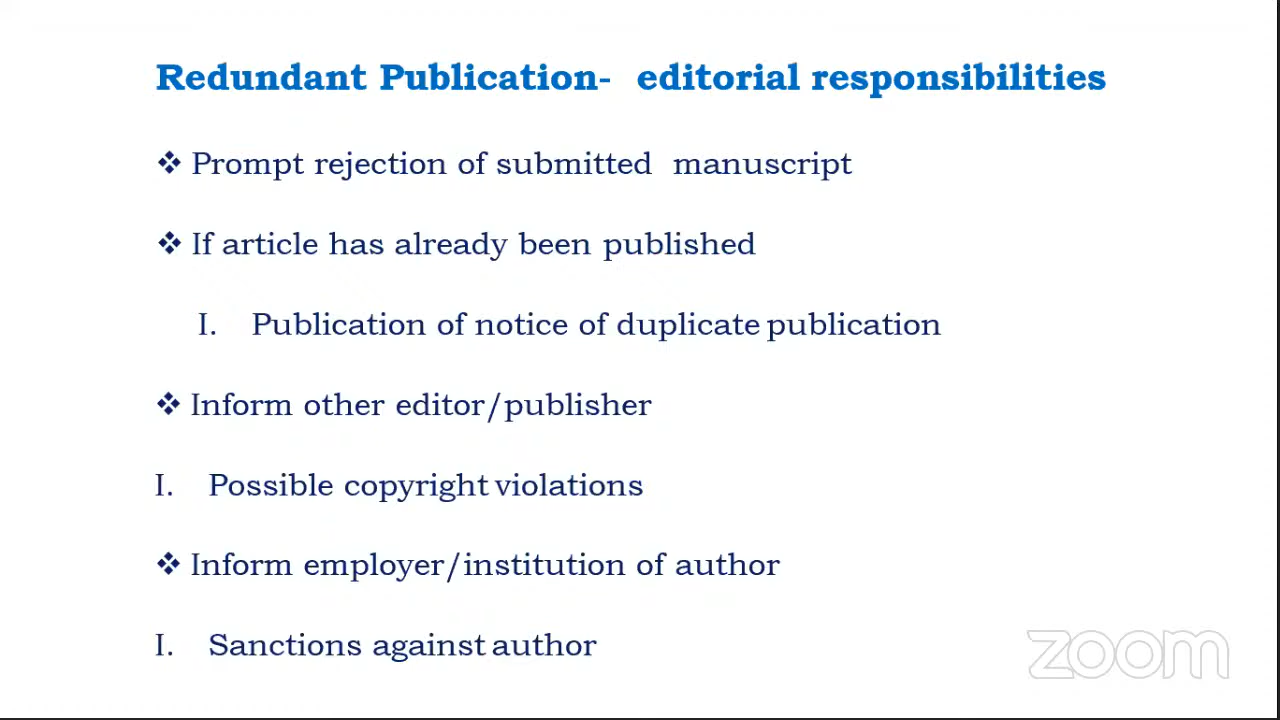 Redundant Publication- editorial responsibilities
❖ Prompt rejection of submitted manuscript
❖ If article has already been published
I. Publication of notice of duplicate publication
❖ Inform other editor/publisher
I. Possible copyright violations
❖ Inform employer/institution of author
I. Sanctions against author
zoom